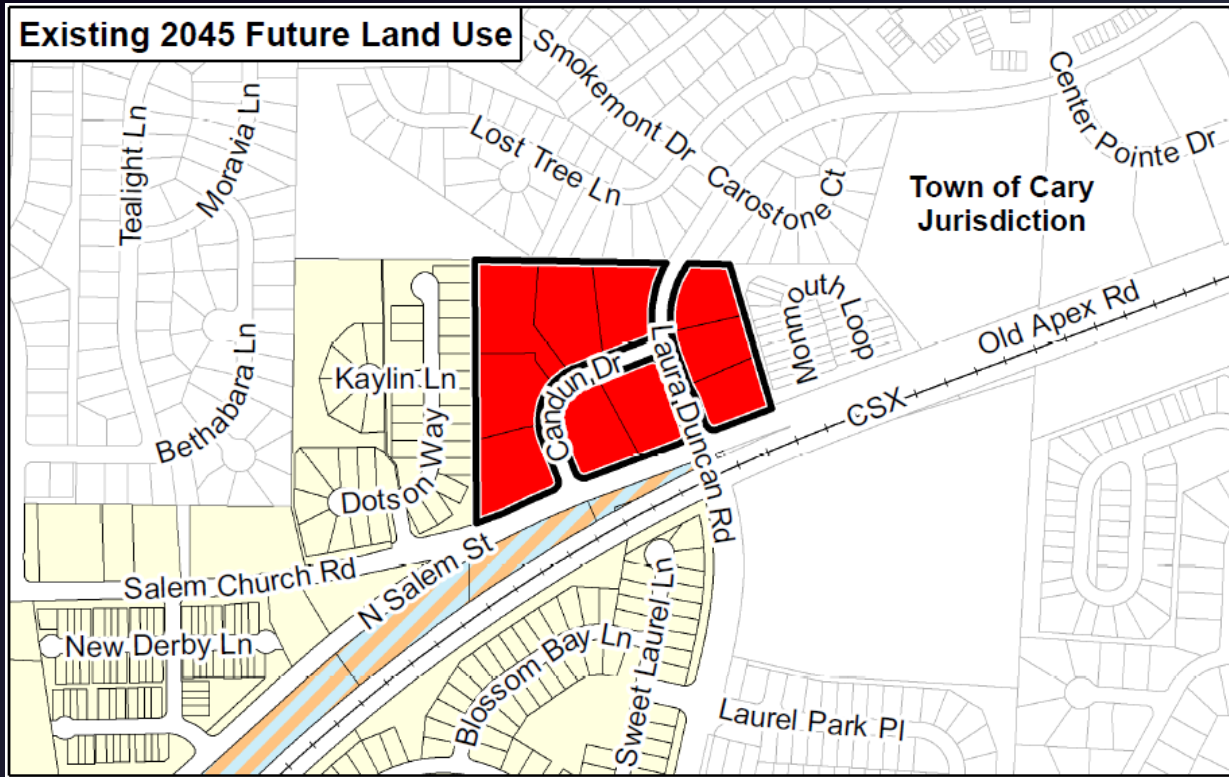 Existing 2045 Future Land Use
Smokemont Dr
Center Pointe Dr
Moravia Ln
Tealight Ln
Lost Tree Ln
Carostone Ct
Town of Cary
Jurisdiction
Monmouth Loop
Old Apex Rd
Bethabara Ln
Kaylin Ln
Candun Dr
Laura Duncan Rd
CSX
Dotson Way
Salem Church Rd
N Salem St
New Derby Ln
Blossom Bay Ln
Sweet Laurel Ln
Laurel Park Pl